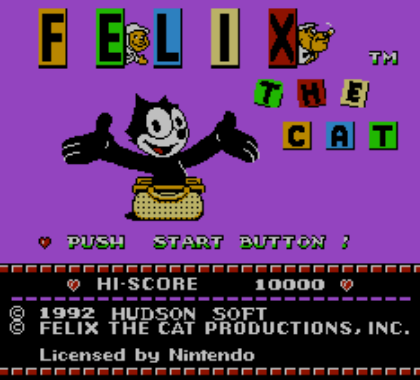 FELIX
TM
THE
CAT
PUSH START BUTTON !
HI-SCORE 10000
© 1992 HUDSON SOFT
© FELIX THE CAT PRODUCTIONS, INC.
Licensed by Nintendo